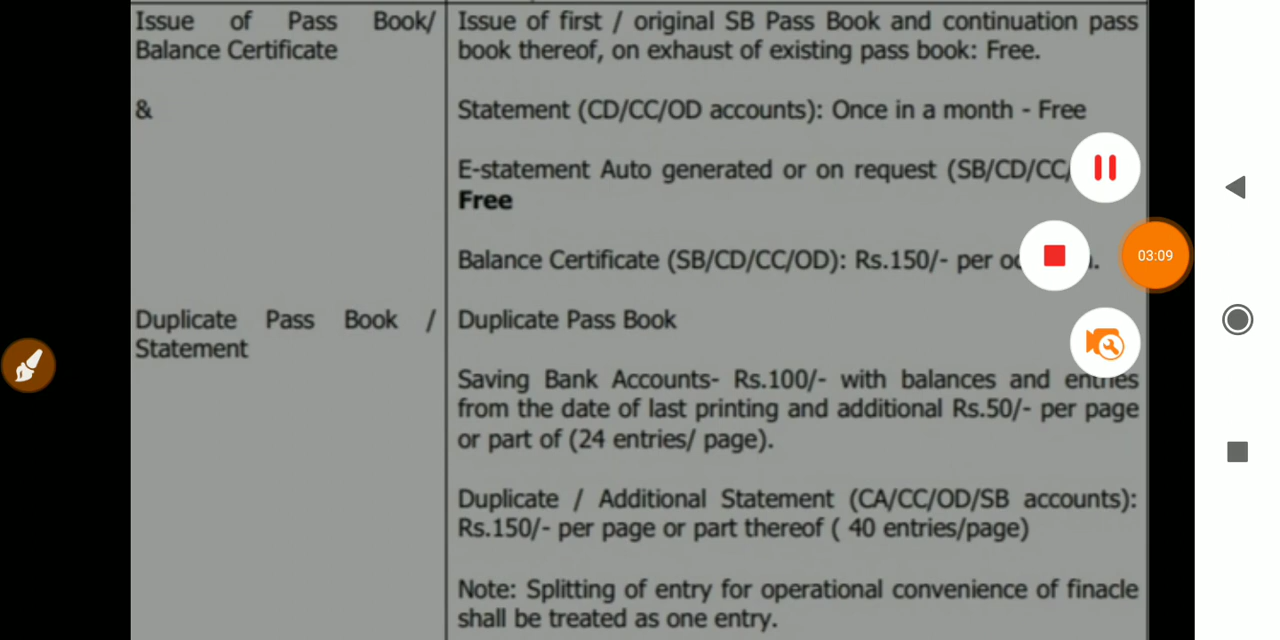 Issue of Pass Book/
Balance Certificate
&
Issue of first / original SB Pass Book and continuation pass
book thereof, on exhaust of existing pass book: Free.
Statement (CD/CC/OD accounts): Once in a month - Free
E-statement Auto generated or on request (SB/CD/CC/
Free
Balance Certificate (SB/CD/CC/OD): Rs.150/- per
Duplicate Pass Book /
Statement
Duplicate Pass Book
Saving Bank Accounts- Rs.100/- with balances and entries
from the date of last printing and additional Rs.50/- per page
or part of (24 entries/ page).
Duplicate / Additional Statement (CA/CC/OD/SB accounts):
Rs.150/- per page or part thereof ( 40 entries/page)
Note: Splitting of entry for operational convenience of finacle
shall be treated as one entry.
03:09